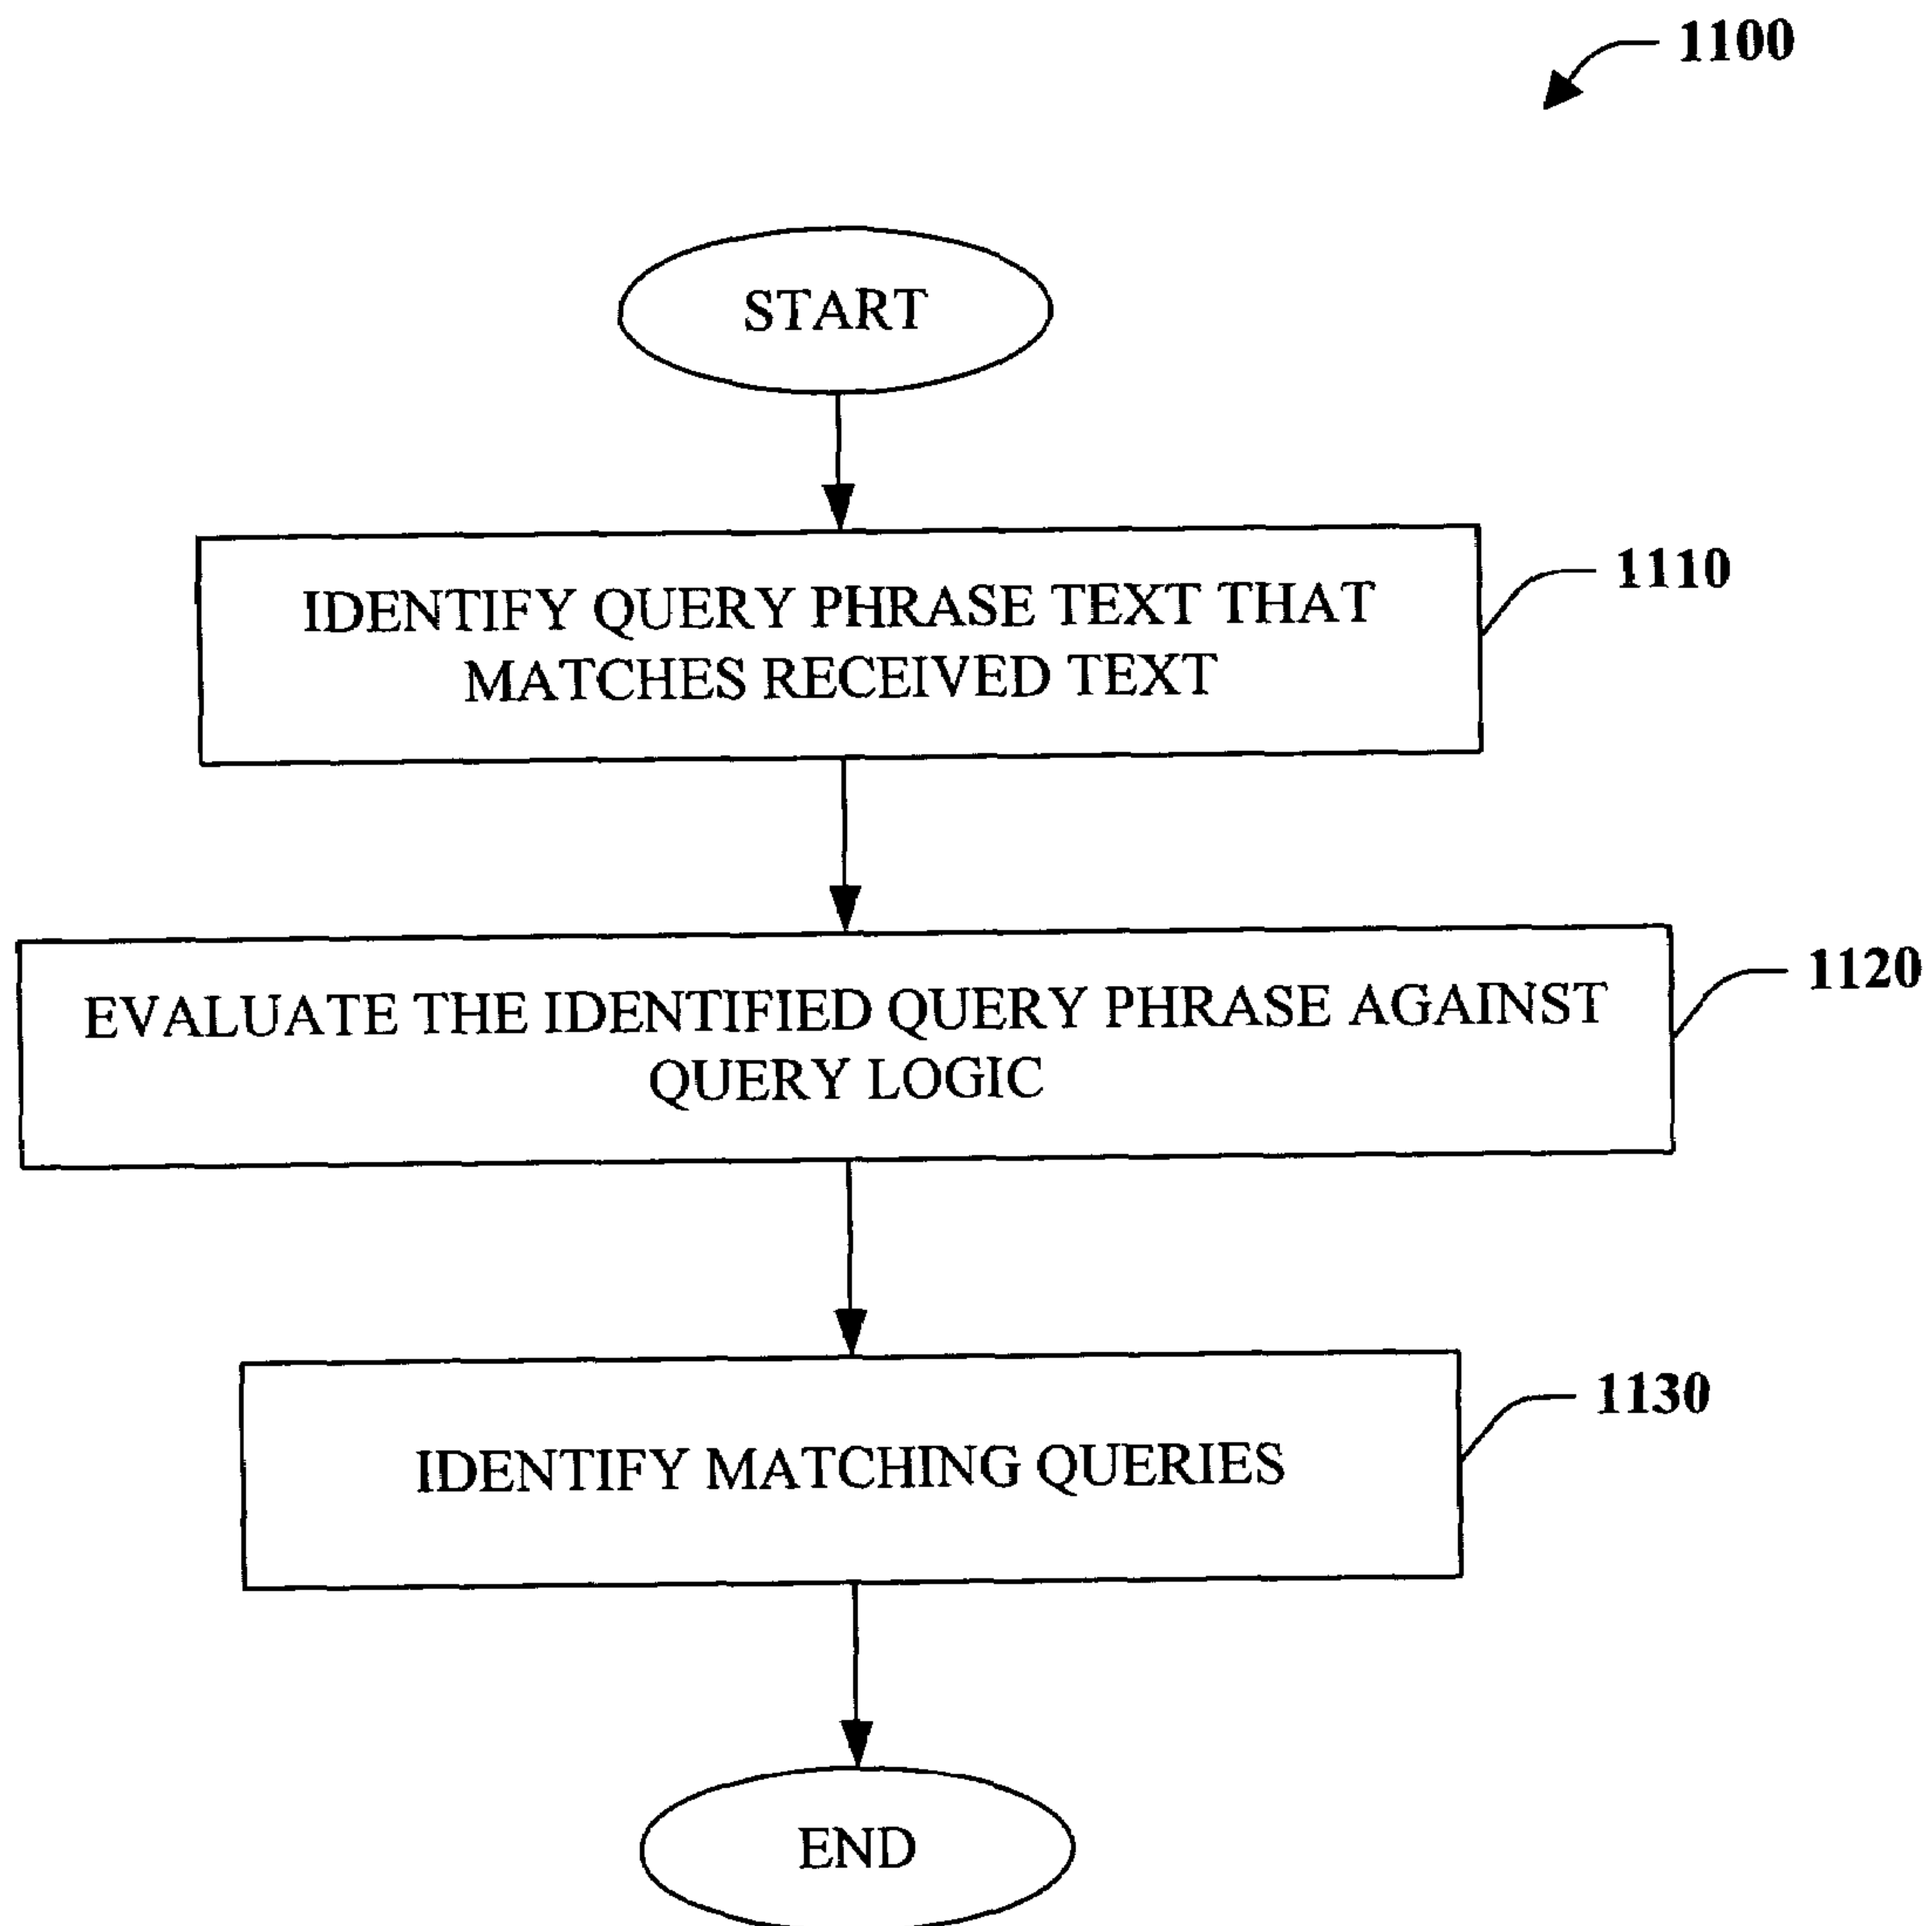 1100
START
IDENTIFY QUERY PHRASE TEXT THAT
MATCHES RECEIVED TEXT
1110
EVALUATE THE IDENTIFIED QUERY PHRASE AGAINST
QUERY LOGIC
1120
IDENTIFY MATCHING QUERIES
1130
END